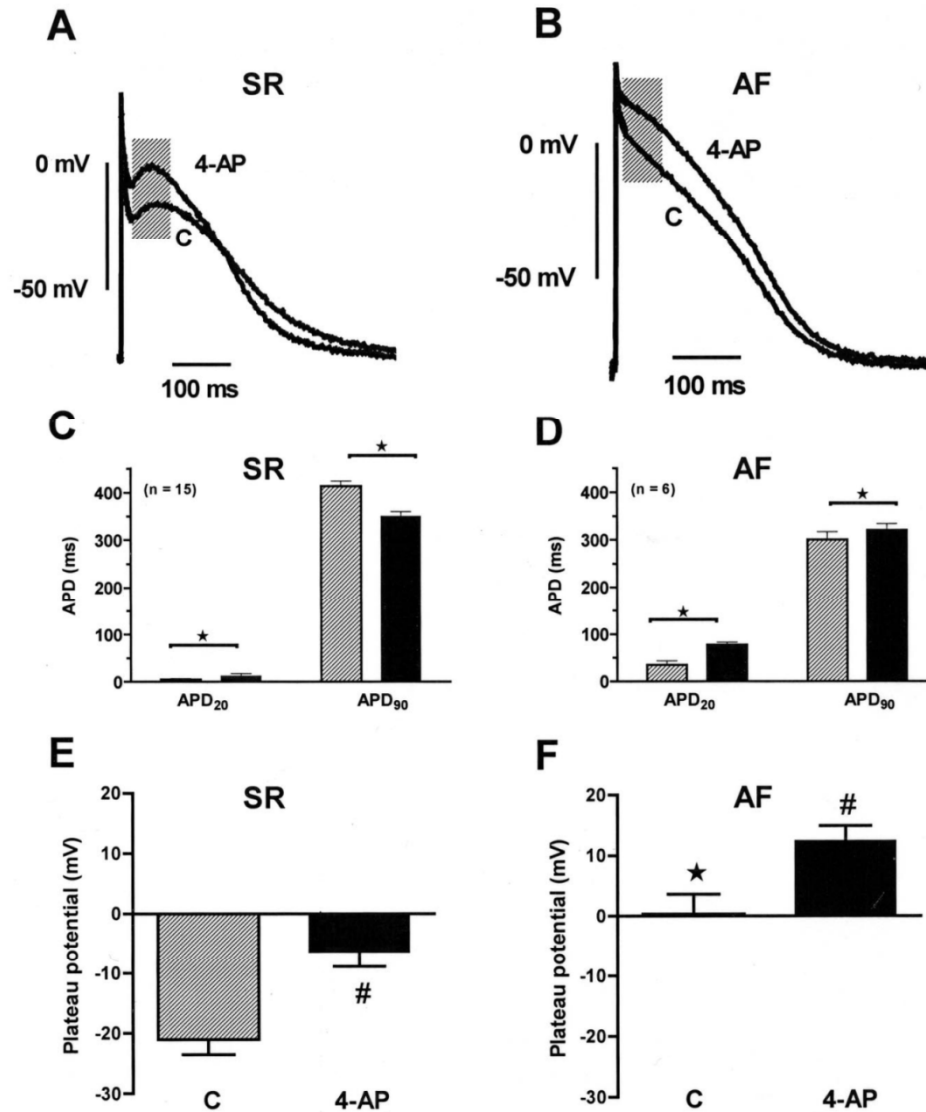 A
SR
0 mV
4-AP
C
-50 mV
100 ms
B
AF
0 mV
4-AP
C
-50 mV
100 ms
C
SR
(n = 15)
★
★
APD (ms)
400
300
200
100
0
APD20
APD90
D
AF
(n = 6)
★
★
APD (ms)
400
300
200
100
0
APD20
APD90
E
SR
Plateau potential (mV)
20
10
0
-10
-20
-30
#
C
4-AP
F
AF
Plateau potential (mV)
20
10
0
-10
-20
-30
★
#
C
4-AP